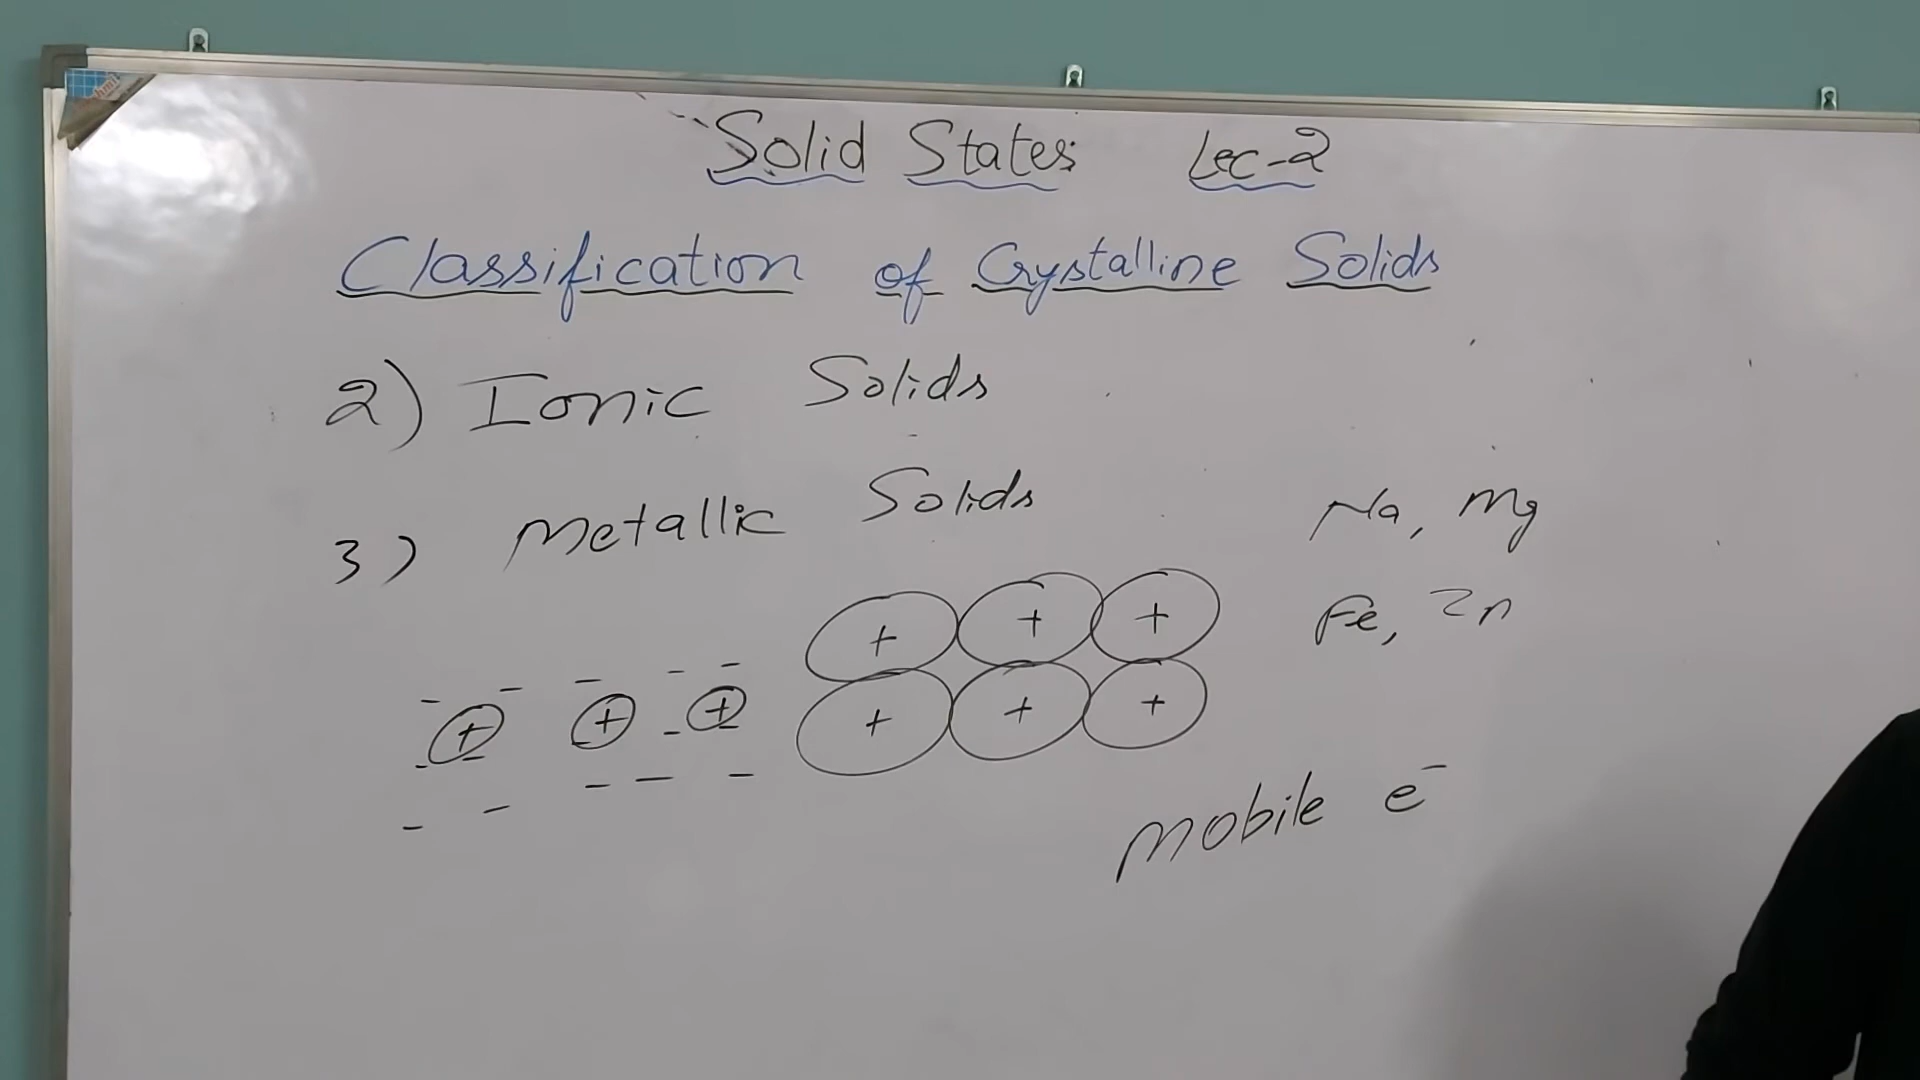 Solid States Lec-2
Classification of Crystalline Solids
2) Ionic Solids
3) Metallic Solids
Na, Mg
Fe, Zn
+ + +
+ + +
+ + +
mobile e⁻